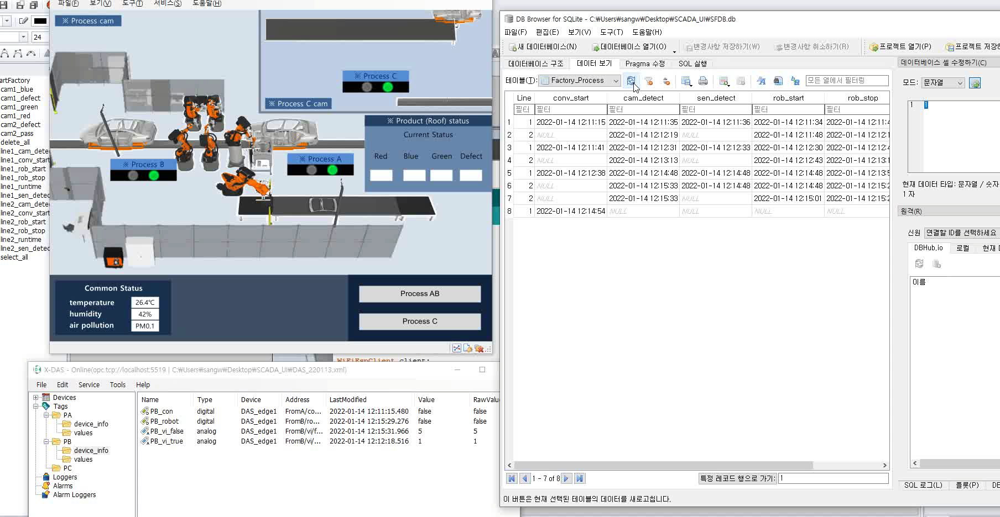 파일(F) 보기(V) 도구(T) 서비스(S) 도움말(H)
24
artFactory
cam1_blue
cam1_defect
cam1_green
cam1_red
cam2_defect
cam2_pass
delete_all
line1_cam_dete
line1_conv_start
line1_rob_start
line1_rob_stop
line1_runtime
line1_sen_detec
line2_cam_dete
line2_conv_start
line2_rob_start
line2_rob_stop
line2_runtime
line2_sen_detec
select_all
※ Process cam
※ Process C
※ Process C cam
※ Product (Roof) status
Current Status
Red Blue Green Defect
※ Process B
※ Process A
Common Status
temperature 26.4℃
humidity 42%
air pollution PM0.1
Process AB
Process C
WiFiEspClient client;
X-DAS - Online(opc.tcp://localhost:5519 | C:₩Users₩sangw₩Desktop₩SCADA_UI₩DAS_220113.xml)
File Edit Service Tools Help
Devices
Tags
PA
device_info
values
PB
device_info
values
PC
Loggers
Alarms
Alarm Loggers
Name Type Device Address LastModified Value RawValu
PB_con digital DAS_edge1 FromA/co... 2022-01-14 12:11:15.480 false false
PB_robot digital DAS_edge1 FromB/ro... 2022-01-14 12:15:29.276 false false
PB_vi_false analog DAS_edge1 FromB/vi/f... 2022-01-14 12:15:31.966 5 5
PB_vi_true analog DAS_edge1 FromB/vi/... 2022-01-14 12:12:18.516 1 1
DB Browser for SQLite - C:₩Users₩sangw₩Desktop₩SCADA_UI₩SFDB.db
파일(F) 편집(E) 보기(V) 도구(T) 도움말(H)
새 데이터베이스(N) 데이터베이스 열기(O) 변경사항 저장하기(W) 변경사항 취소하기(R) 프로젝트 열기(P) 프로젝트 저장하
데이터베이스 구조 데이터 보기 Pragma 수정 SQL 실행
테이블(T): Factory_Process 모든 열에서 필터링
Line conv_start cam_detect sen_detect rob_start rob_stop
필터 필터 필터 필터 필터 필터
1 1 2022-01-14 12:11:15 2022-01-14 12:11:35 2022-01-14 12:11:36 2022-01-14 12:11:34 2022-01-14 12:11:4
2 2 NULL 2022-01-14 12:12:19 NULL 2022-01-14 12:11:48 2022-01-14 12:12:1
3 1 2022-01-14 12:11:41 2022-01-14 12:12:31 2022-01-14 12:12:33 2022-01-14 12:12:30 2022-01-14 12:12:4
4 2 NULL 2022-01-14 12:13:13 NULL 2022-01-14 12:12:43 2022-01-14 12:13:1
5 1 2022-01-14 12:12:38 2022-01-14 12:14:48 2022-01-14 12:14:48 2022-01-14 12:14:48 2022-01-14 12:13:5
6 2 NULL 2022-01-14 12:15:33 2022-01-14 12:14:48 2022-01-14 12:14:48 2022-01-14 12:15:2
7 2 NULL 2022-01-14 12:15:33 NULL 2022-01-14 12:15:01 2022-01-14 12:15:2
8 1 2022-01-14 12:14:54 NULL NULL NULL NULL
1 - 7 of 8 특정 레코드 행으로 가기: 1
이 버튼은 현재 선택된 테이블의 데이터를 새로고칩니다.
데이터베이스 셀 수정하기(C)
모드: 문자열
1 1
현재 데이터 타입: 문자열 / 숫자
1 자
원격(R)
신원 연결할 ID를 선택하세요
DBHub.io 로컬 현재
이름
SQL 로그(L) 플롯(P) DE